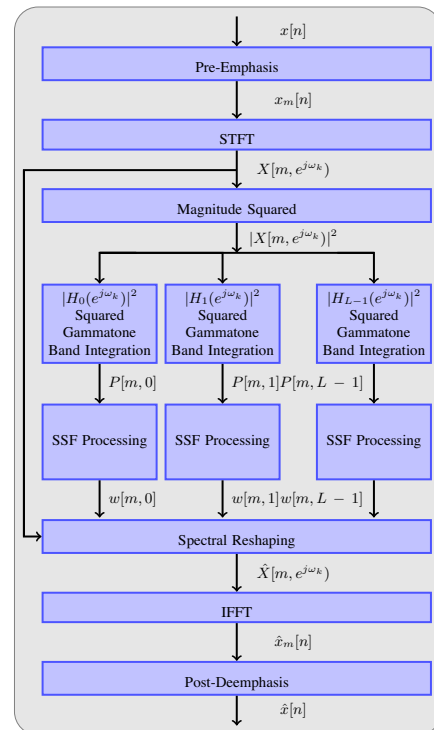 x[n]
Pre-Emphasis
x_m[n]
STFT
X[m, e^{jω_k})
Magnitude Squared
|X[m, e^{jω_k})|^2
|H_0(e^{jω_k})|^2 |H_1(e^{jω_k})|^2 |H_{L-1}(e^{jω_k})|^2
Squared Squared Squared
Gammatone Gammatone Gammatone
Band Integration Band Integration Band Integration
P[m, 0] P[m, 1] P[m, L − 1]
SSF Processing SSF Processing SSF Processing
w[m, 0] w[m, 1] w[m, L − 1]
Spectral Reshaping
X̂[m, e^{jω_k})
IFFT
x̂_m[n]
Post-Deemphasis
x̂[n]